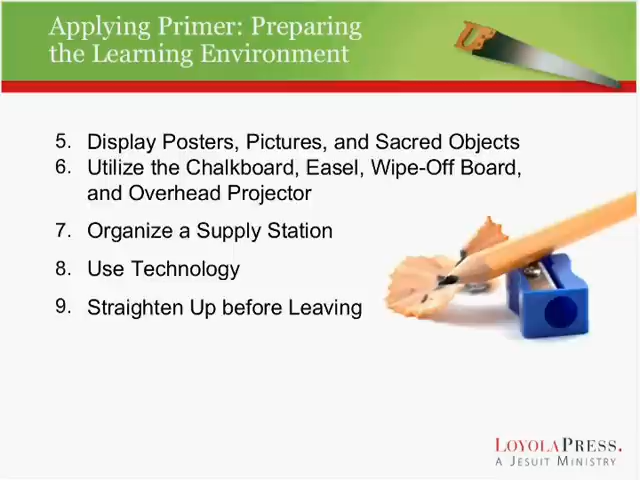 Applying Primer: Preparing
the Learning Environment
5. Display Posters, Pictures, and Sacred Objects
6. Utilize the Chalkboard, Easel, Wipe-Off Board,
and Overhead Projector
7. Organize a Supply Station
8. Use Technology
9. Straighten Up before Leaving
LOYOLAPRESS.
A JESUIT MINISTRY